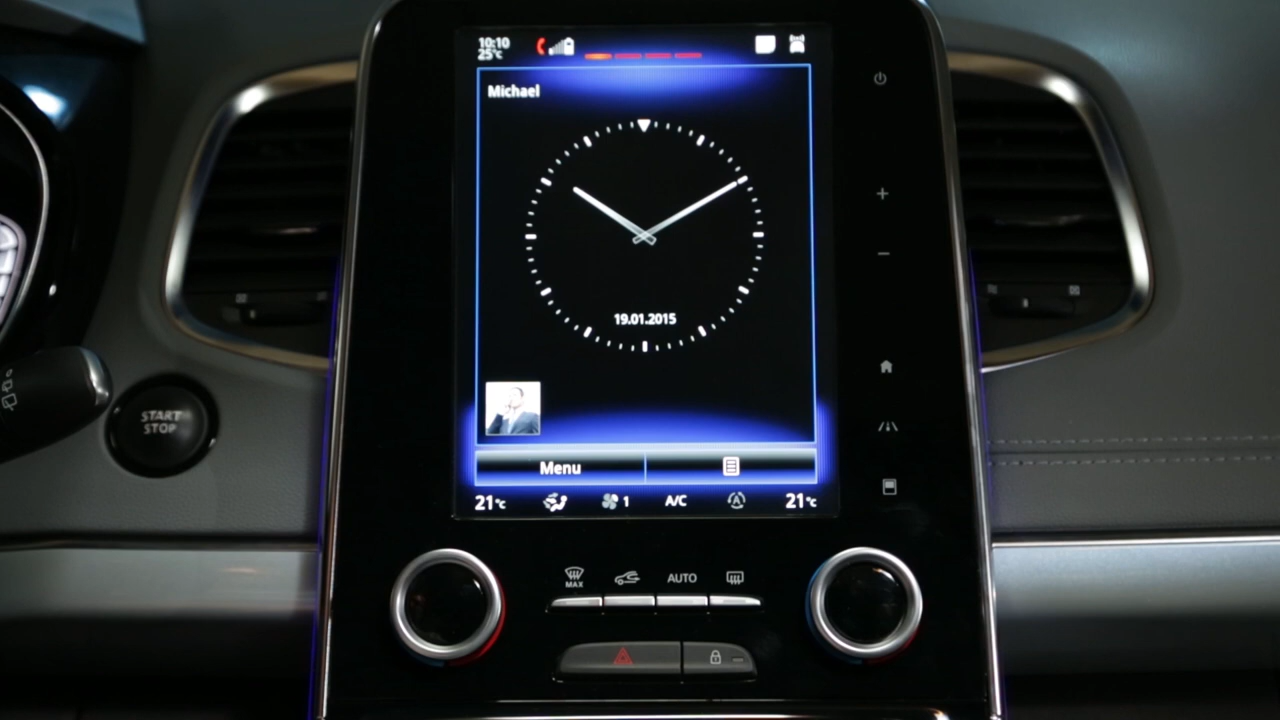 10:10
25°C
Michael
19.01.2015
Menu
21°C
1
A/C
21°C
START
STOP
MAX
AUTO